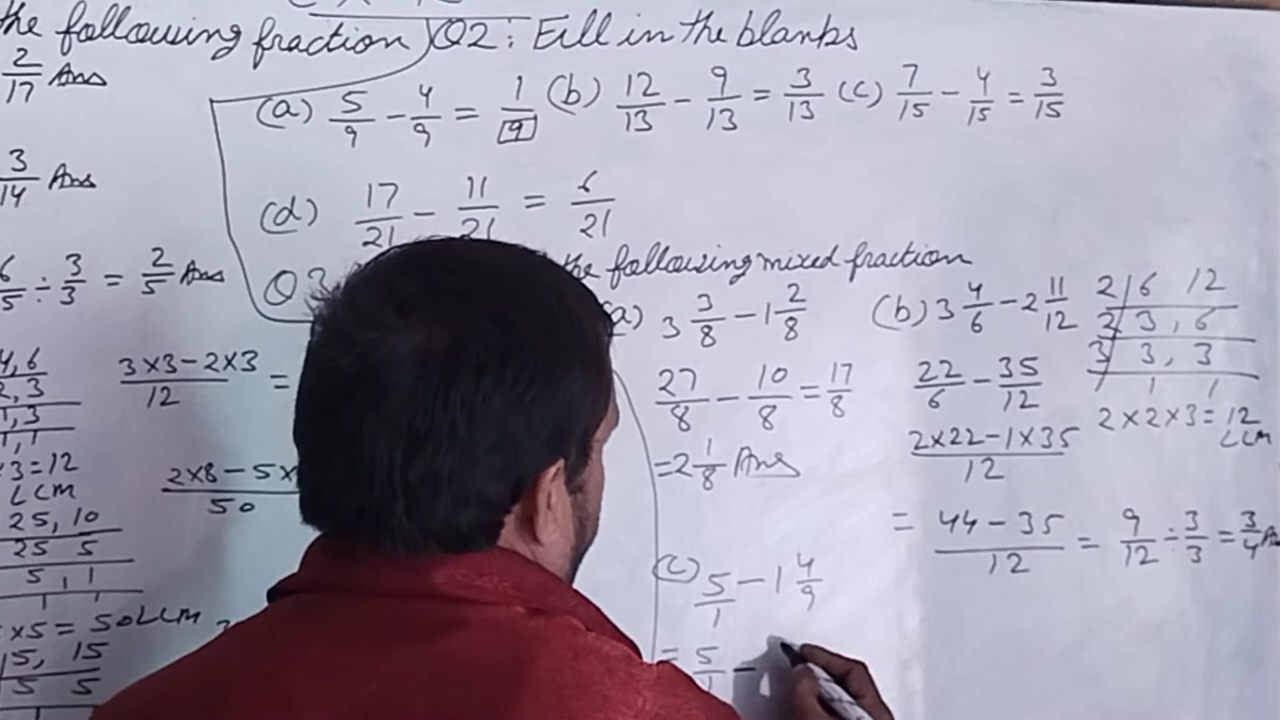 the following fraction Q2: Fill in the blanks
2/17 Ans
(a) 5/9 - 4/9 = 1/9 (b) 12/13 - 9/13 = 3/13 (c) 7/15 - 4/15 = 3/15
3/14 Ans
(d) 17/21 - 11/21 = 6/21
6/5 ÷ 3/3 = 2/5 Ans
Q3 the following mixed fraction
(a) 3 3/8 - 1 2/8
27/8 - 10/8 = 17/8
= 2 1/8 Ans
(b) 3 4/6 - 2 11/12
22/6 - 35/12
2×22-1×35/12
= 44-35/12 = 9/12 ÷ 3/3 = 3/4
2 6 12
2 3, 6
3 3, 3
1 1
2×2×3=12
LCM
(c) 5/1 - 1 4/9
= 5/1 -
4,6
2,3
1,3
1,1
×3=12
LCM
3×3-2×3/12 =
25, 10
25 5
5, 1
1 1
×5= 50 LCM
2×8-5×/50
5, 15
5 5